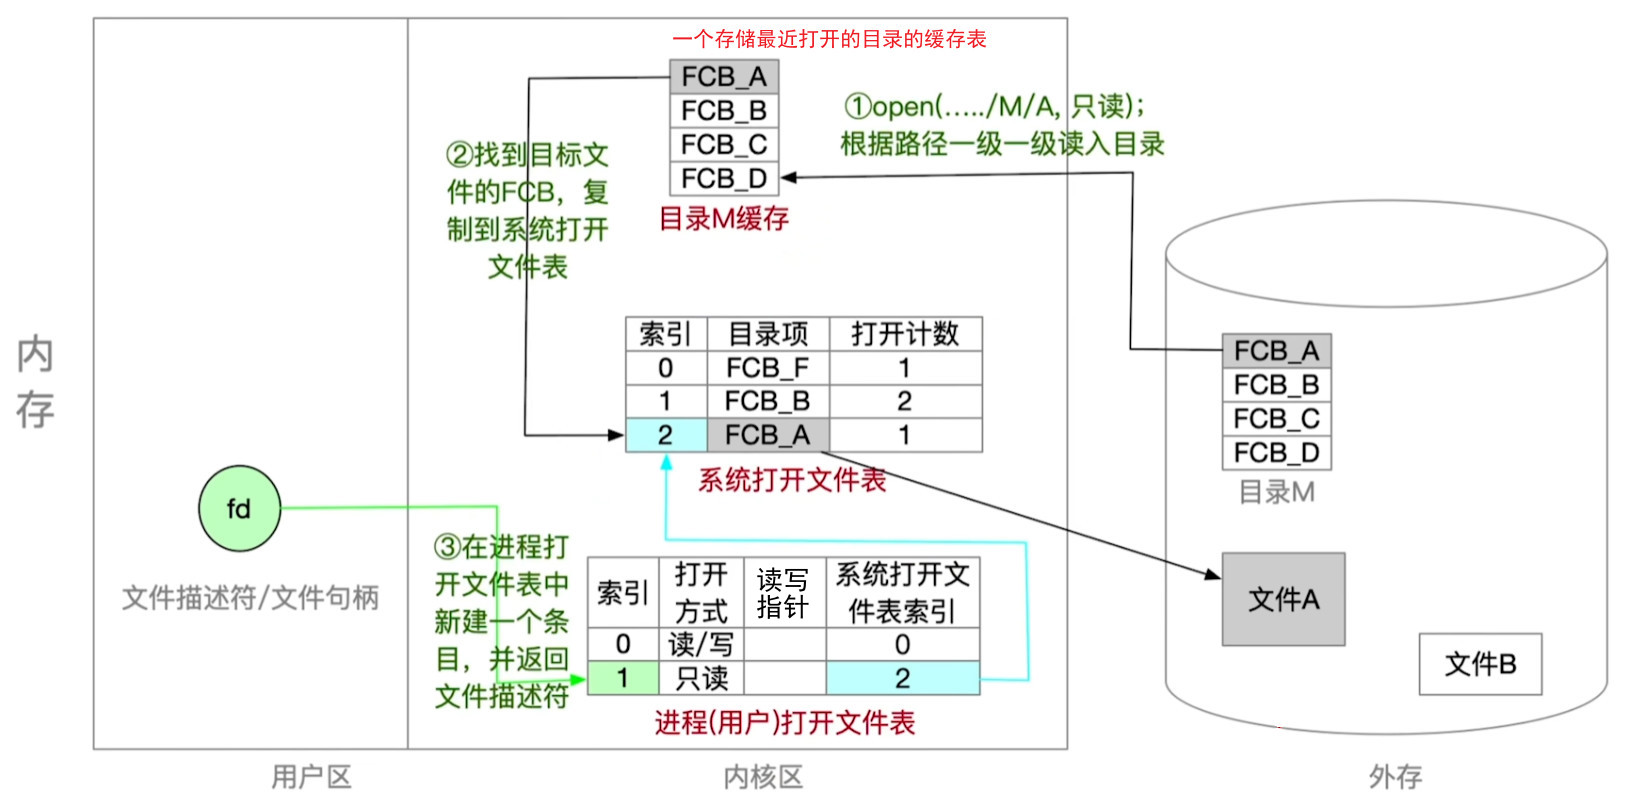 一个存储最近打开的目录的缓存表
FCB_A
FCB_B
FCB_C
FCB_D
目录M缓存
①open(...../M/A, 只读);
根据路径一级一级读入目录
②找到目标文
件的FCB，复
制到系统打开
文件表
索引 目录项 打开计数
0 FCB_F 1
1 FCB_B 2
2 FCB_A 1
系统打开文件表
内
存
fd
文件描述符/文件句柄
③在进程打
开文件表中
新建一个条
目，并返回
文件描述符
索引 打开 读写 系统打开文
方式 指针 件表索引
0 读/写 0
1 只读 2
进程(用户)打开文件表
FCB_A
FCB_B
FCB_C
FCB_D
目录M
文件A
文件B
用户区
内核区
外存